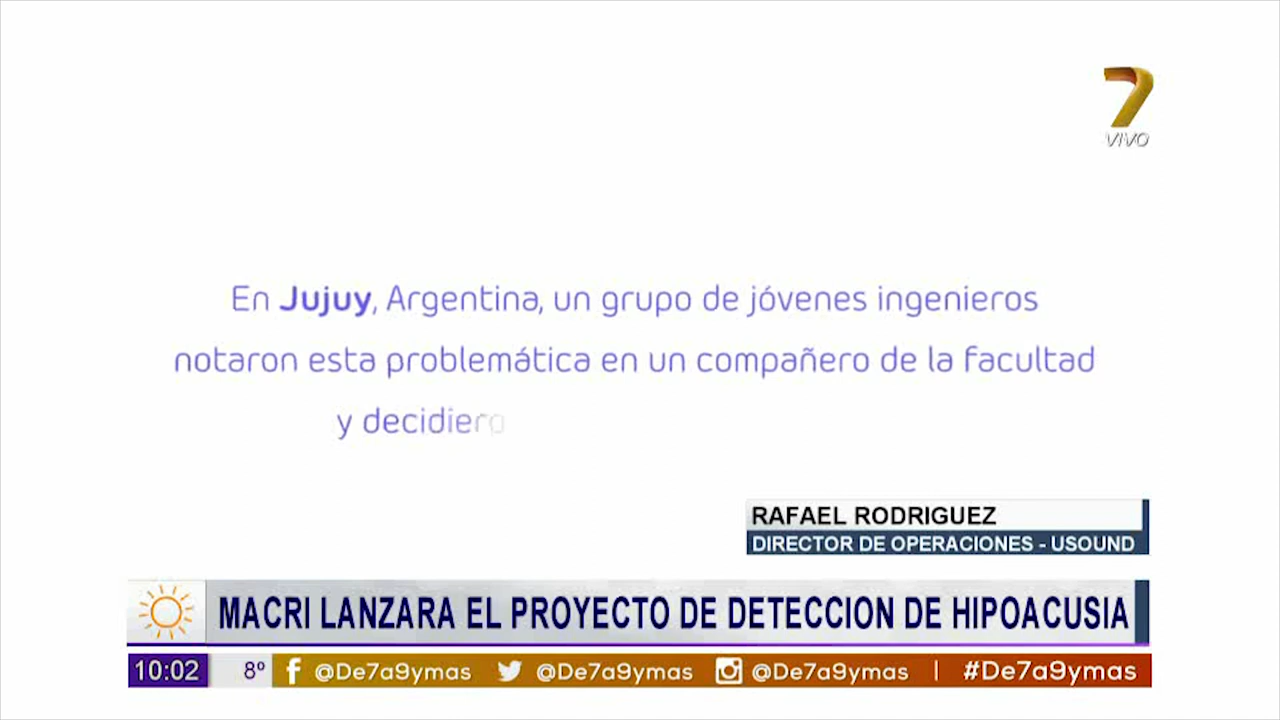 7
VIVO
En Jujuy, Argentina, un grupo de jóvenes ingenieros
notaron esta problemática en un compañero de la facultad
y decidiero
RAFAEL RODRIGUEZ
DIRECTOR DE OPERACIONES - USOUND
MACRI LANZARA EL PROYECTO DE DETECCION DE HIPOACUSIA
10:02 8º @De7a9ymas @De7a9ymas @De7a9ymas | #De7a9ymas